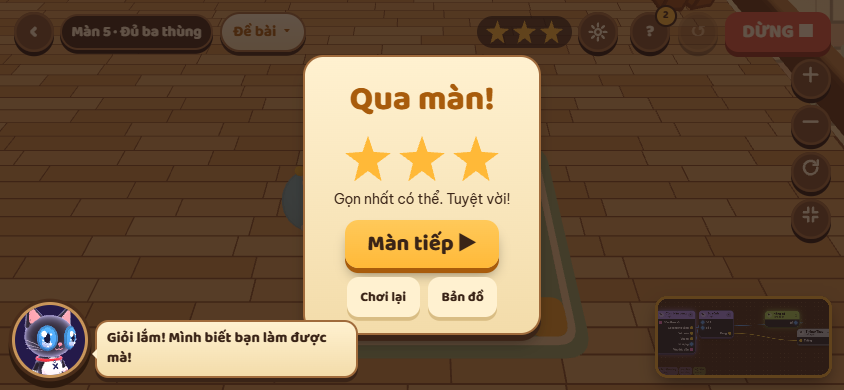 Màn 5 · Đủ ba thùng
Đề bài
?
2
DỪNG
Qua màn!
Gọn nhất có thể. Tuyệt vời!
Màn tiếp
Chơi lại
Bản đồ
Giỏi lắm! Mình biết bạn làm được
mà!